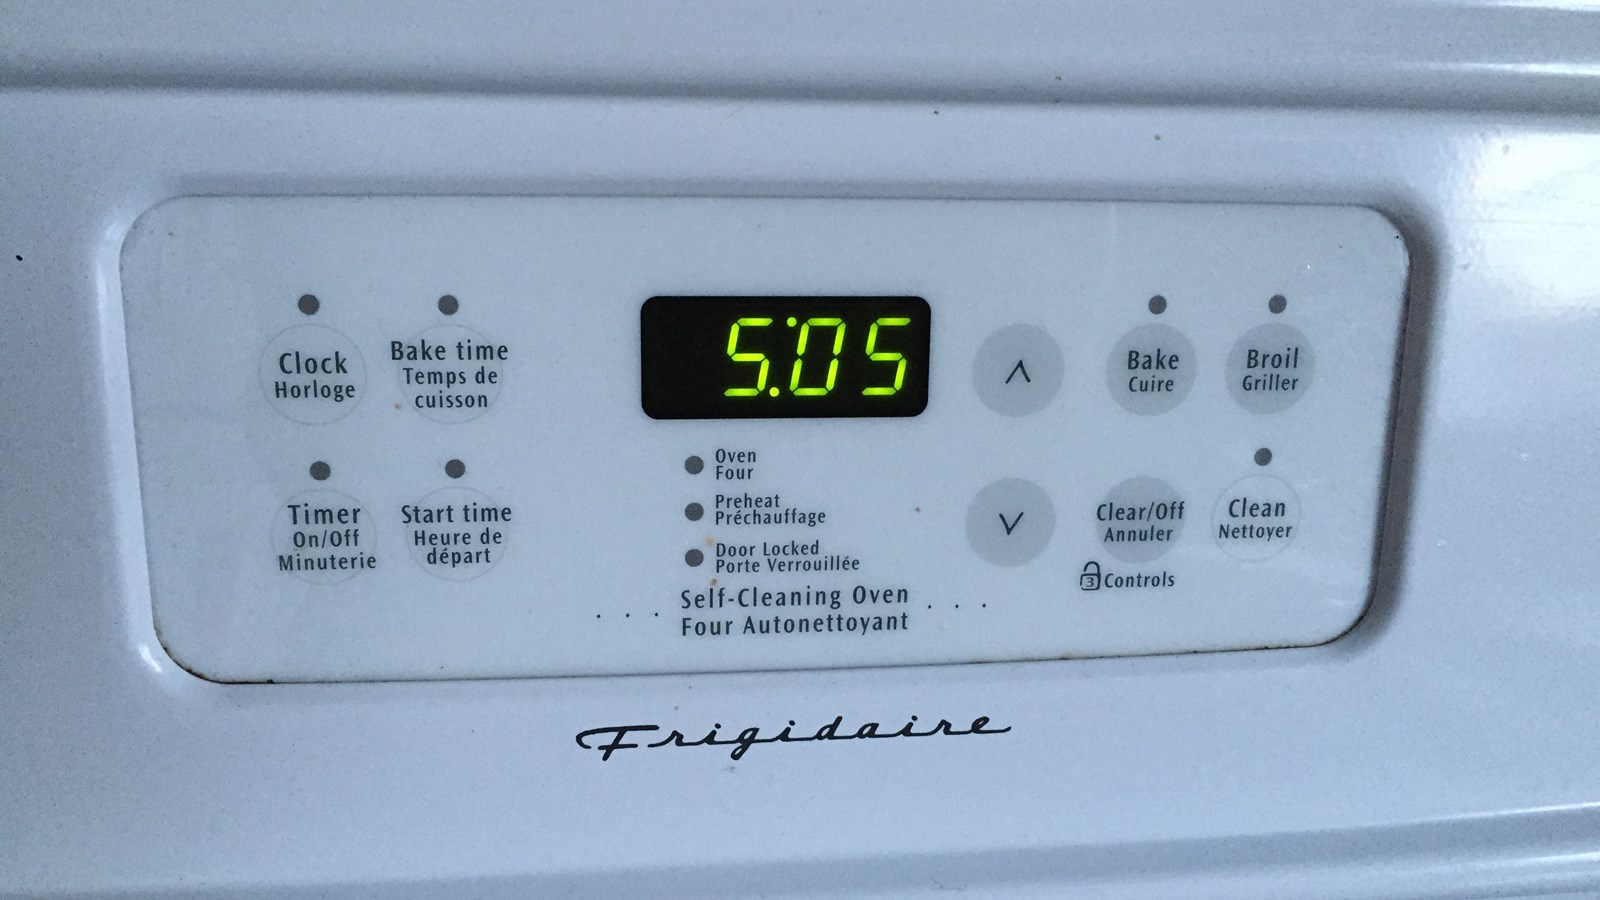 Clock
Horloge
Bake time
Temps de
cuisson
5:05
∧
Bake
Cuire
Broil
Griller
Timer
On/Off
Minuterie
Start time
Heure de
départ
Oven
Four
Preheat
Préchauffage
Door Locked
Porte Verrouillée
∨
Clear/Off
Annuler
3 Controls
Clean
Nettoyer
. . . Self-Cleaning Oven . . .
Four Autonettoyant
Frigidaire